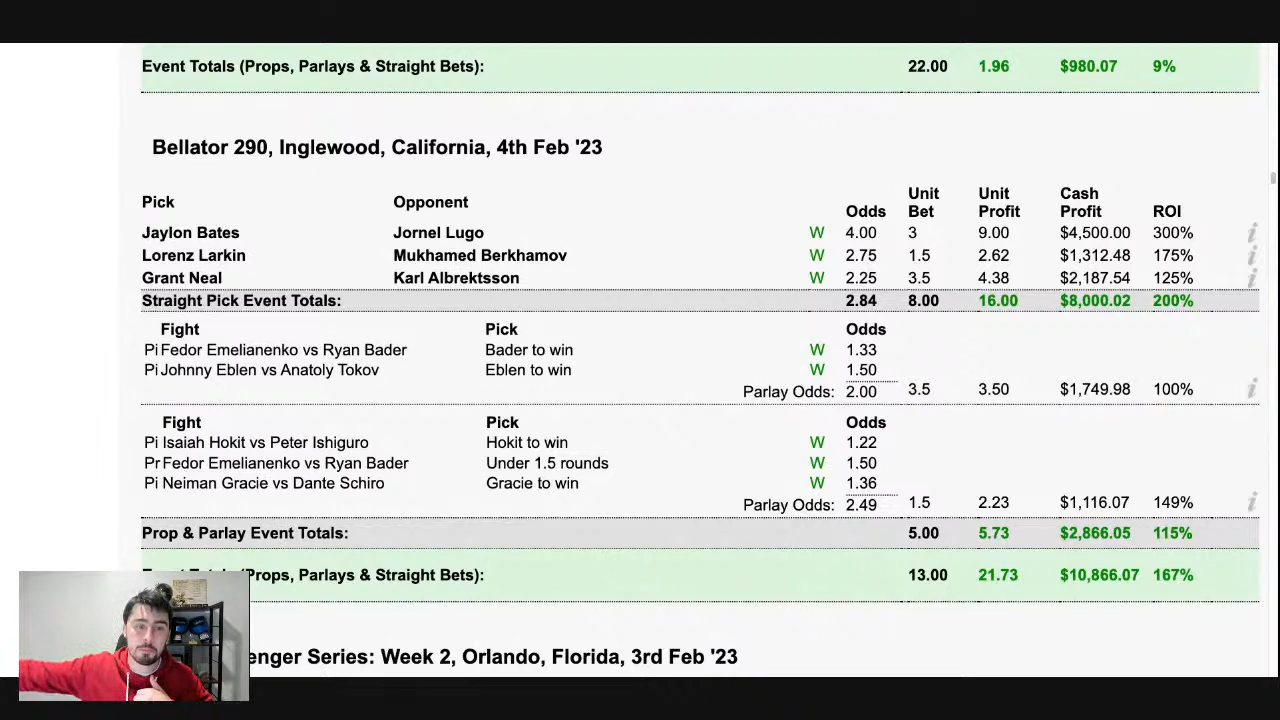 Event Totals (Props, Parlays & Straight Bets): 22.00 1.96 $980.07 9%
Bellator 290, Inglewood, California, 4th Feb '23
Pick Opponent Odds Unit Bet Unit Profit Cash Profit ROI
Jaylon Bates Jornel Lugo W 4.00 3 9.00 $4,500.00 300%
Lorenz Larkin Mukhamed Berkhamov W 2.75 1.5 2.62 $1,312.48 175%
Grant Neal Karl Albrektsson W 2.25 3.5 4.38 $2,187.54 125%
Straight Pick Event Totals: 2.84 8.00 16.00 $8,000.02 200%
Fight Pick Odds
Pi Fedor Emelianenko vs Ryan Bader Bader to win W 1.33
Pi Johnny Eblen vs Anatoly Tokov Eblen to win W 1.50
Parlay Odds: 2.00 3.5 3.50 $1,749.98 100%
Fight Pick Odds
Pi Isaiah Hokit vs Peter Ishiguro Hokit to win W 1.22
Pr Fedor Emelianenko vs Ryan Bader Under 1.5 rounds W 1.50
Pi Neiman Gracie vs Dante Schiro Gracie to win W 1.36
Parlay Odds: 2.49 1.5 2.23 $1,116.07 149%
Prop & Parlay Event Totals: 5.00 5.73 $2,866.05 115%
Props, Parlays & Straight Bets): 13.00 21.73 $10,866.07 167%
enger Series: Week 2, Orlando, Florida, 3rd Feb '23